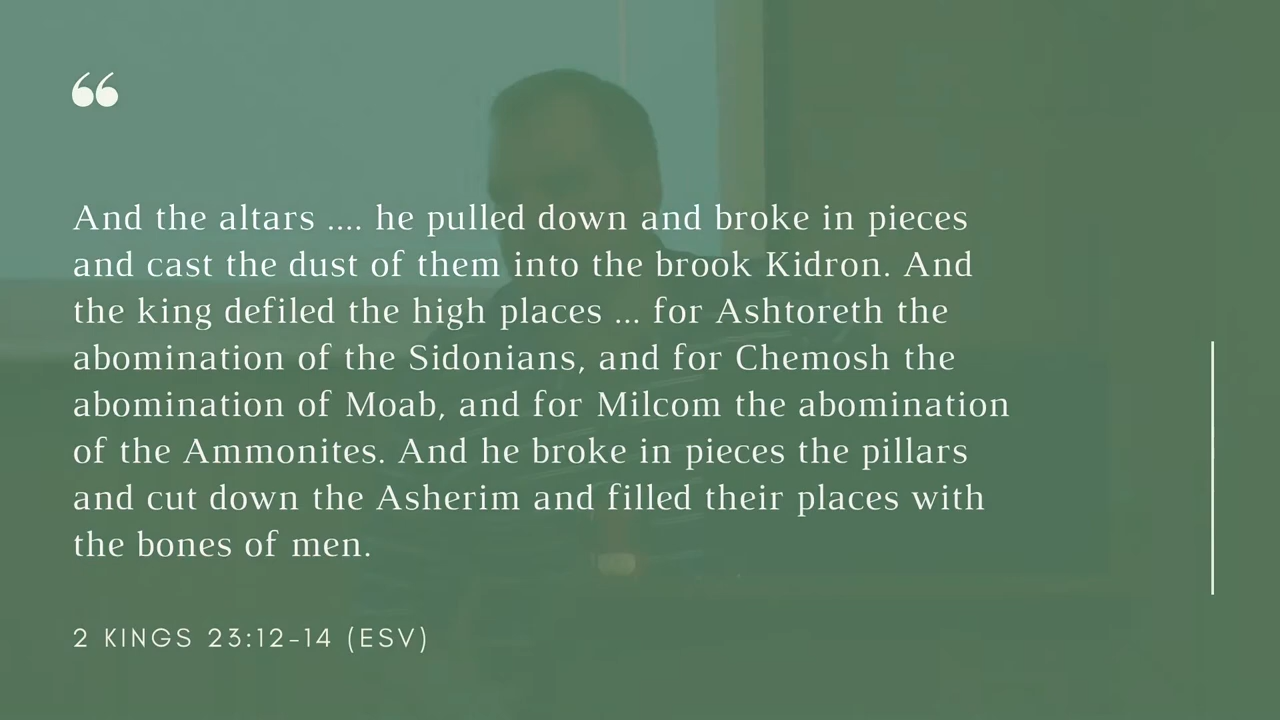 “
And the altars .... he pulled down and broke in pieces
and cast the dust of them into the brook Kidron. And
the king defiled the high places ... for Ashtoreth the
abomination of the Sidonians, and for Chemosh the
abomination of Moab, and for Milcom the abomination
of the Ammonites. And he broke in pieces the pillars
and cut down the Asherim and filled their places with
the bones of men.
2 KINGS 23:12-14 (ESV)